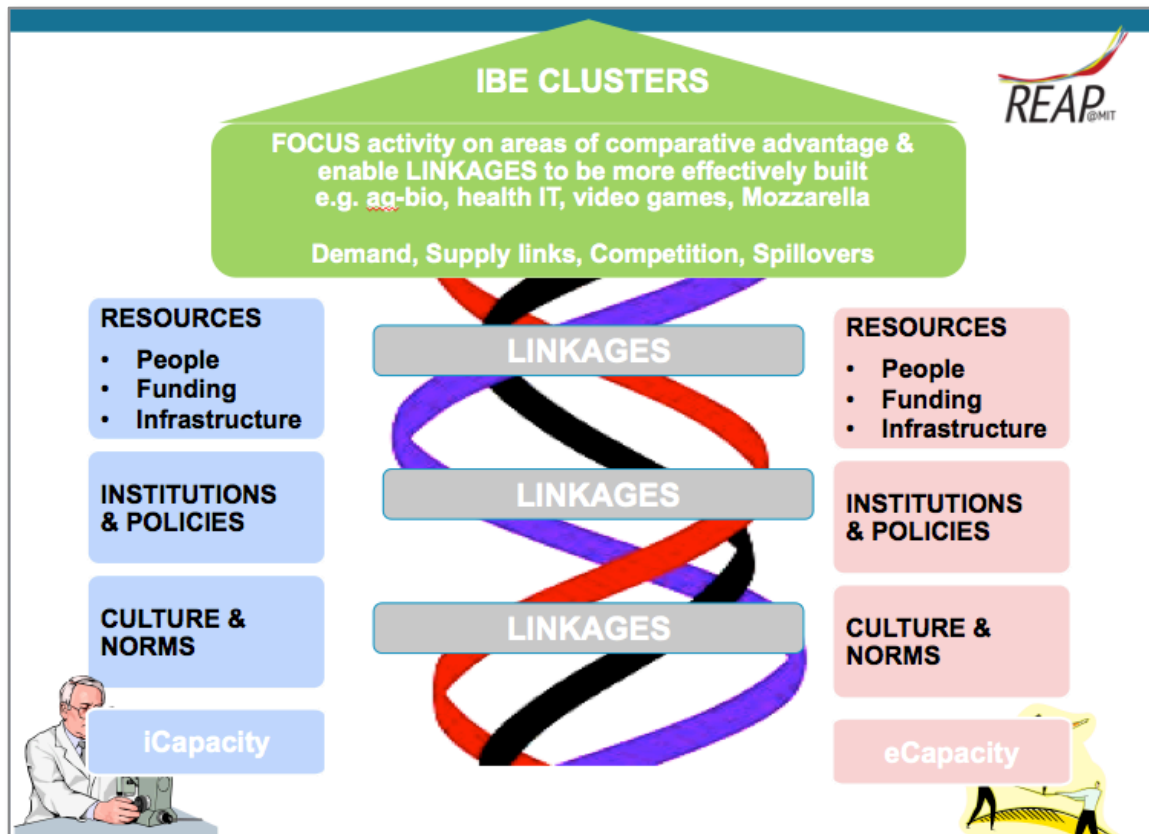 IBE CLUSTERS
REAP
@MIT
FOCUS activity on areas of comparative advantage &
enable LINKAGES to be more effectively built
e.g. ag-bio, health IT, video games, Mozzarella
Demand, Supply links, Competition, Spillovers
RESOURCES
• People
• Funding
• Infrastructure
INSTITUTIONS
& POLICIES
CULTURE &
NORMS
iCapacity
LINKAGES
LINKAGES
LINKAGES
RESOURCES
• People
• Funding
• Infrastructure
INSTITUTIONS
& POLICIES
CULTURE &
NORMS
eCapacity